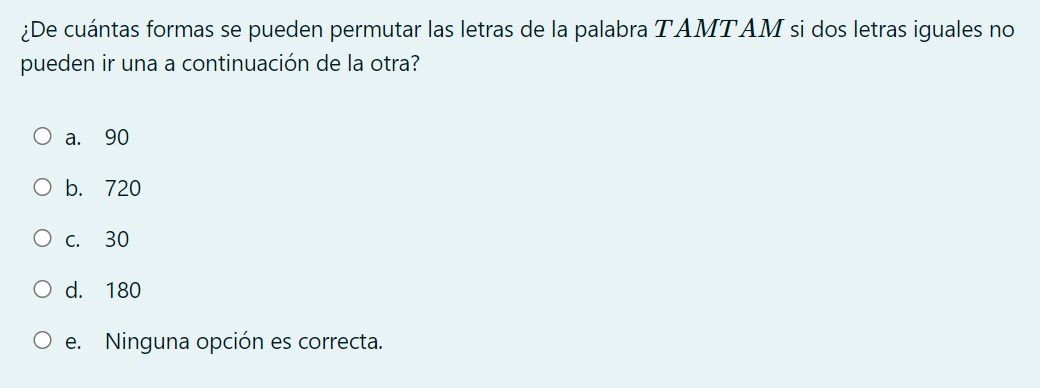 ¿De cuántas formas se pueden permutar las letras de la palabra TAMTAM si dos letras iguales no
pueden ir una a continuación de la otra?
a. 90
b. 720
c. 30
d. 180
e. Ninguna opción es correcta.